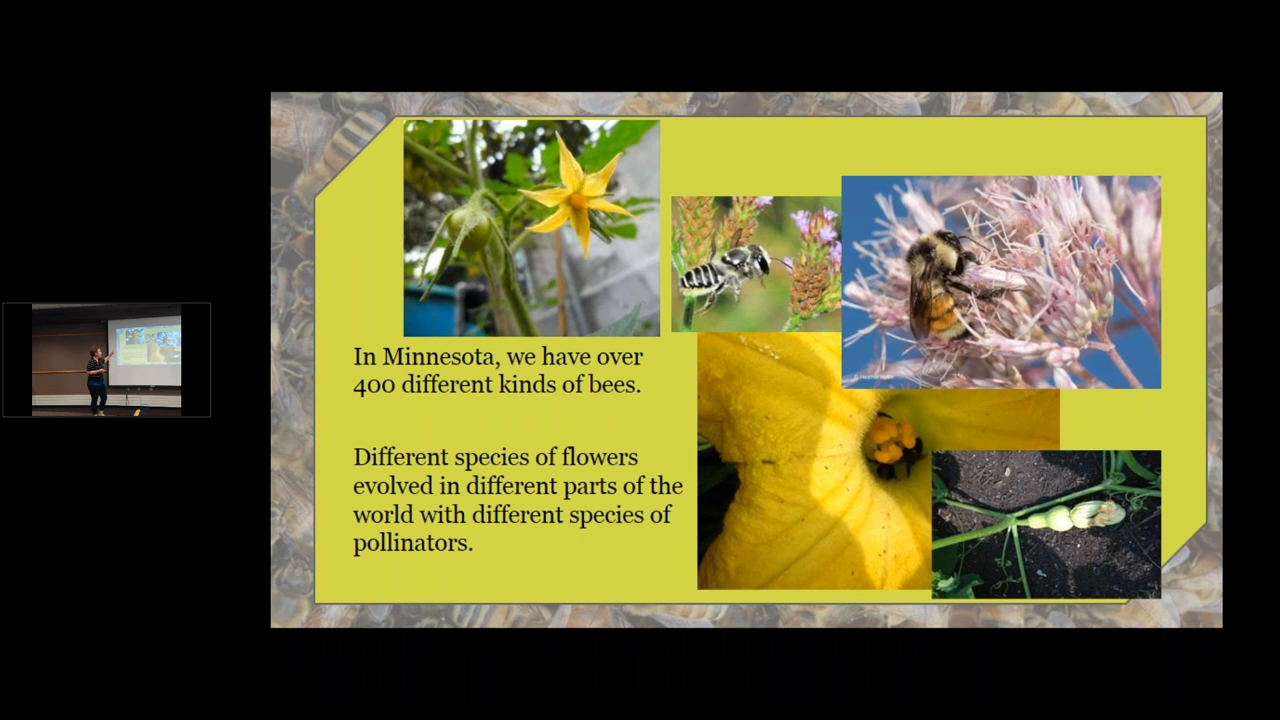 In Minnesota, we have over
400 different kinds of bees.
Different species of flowers
evolved in different parts of the
world with different species of
pollinators.